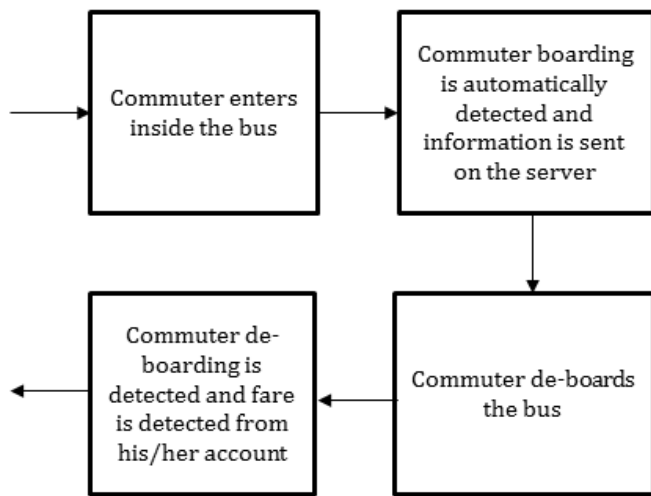 Commuter enters
inside the bus
Commuter boarding
is automatically
detected and
information is sent
on the server
Commuter de-boards
the bus
Commuter de-
boarding is
detected and fare
is detected from
his/her account